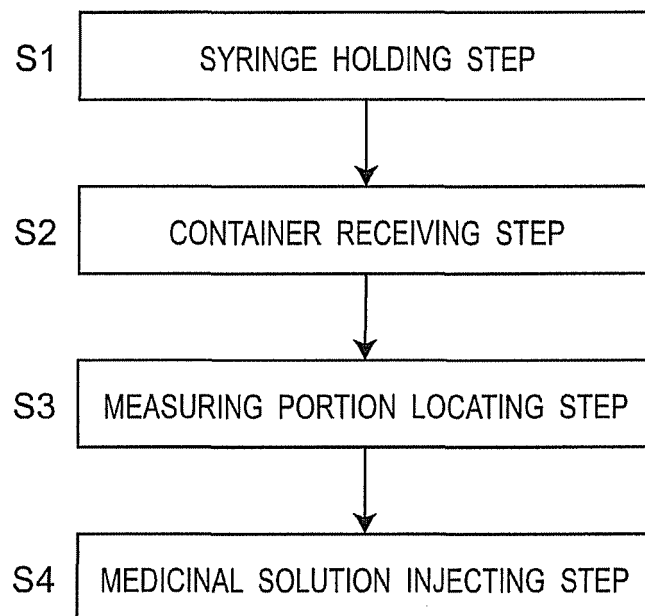 S1 SYRINGE HOLDING STEP
S2 CONTAINER RECEIVING STEP
S3 MEASURING PORTION LOCATING STEP
S4 MEDICINAL SOLUTION INJECTING STEP